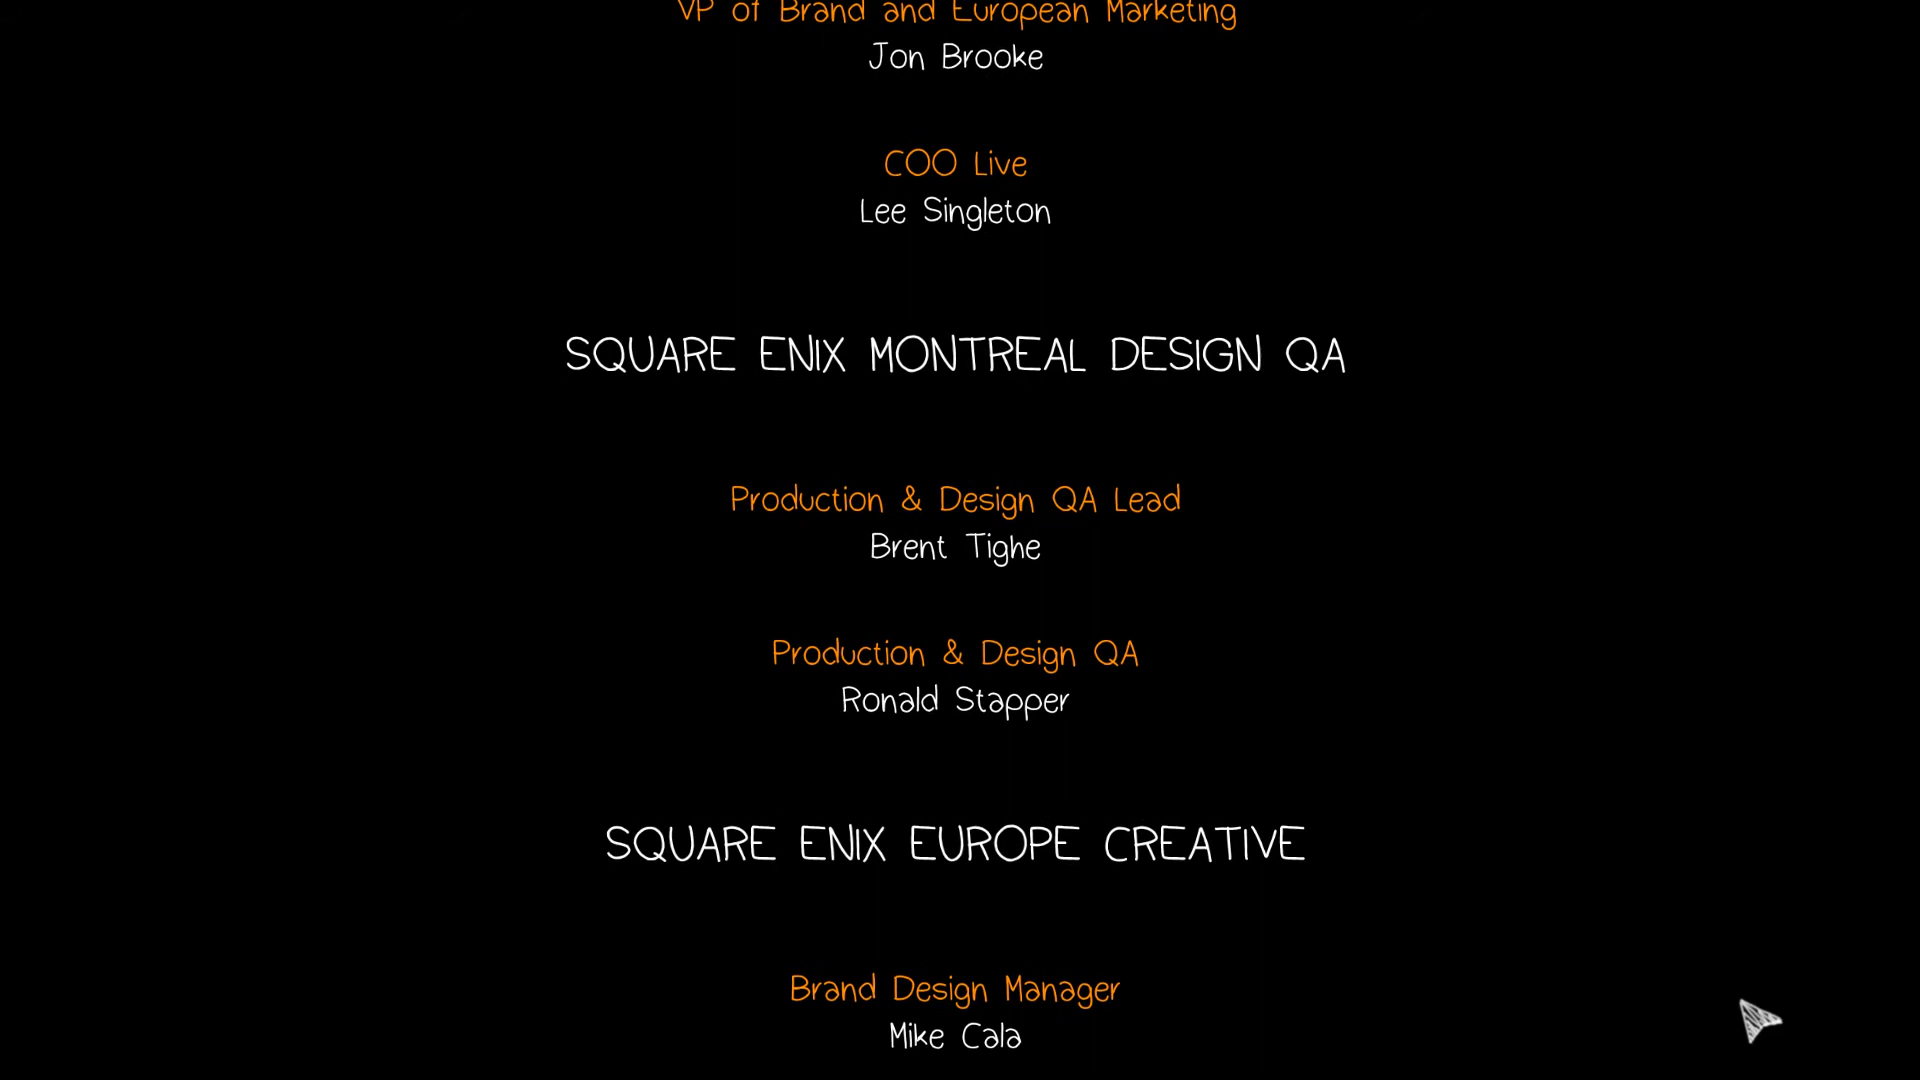 VP of Brand and European Marketing
Jon Brooke
COO Live
Lee Singleton
SQUARE ENIX MONTREAL DESIGN QA
Production & Design QA Lead
Brent Tighe
Production & Design QA
Ronald Stapper
SQUARE ENIX EUROPE CREATIVE
Brand Design Manager
Mike Cala